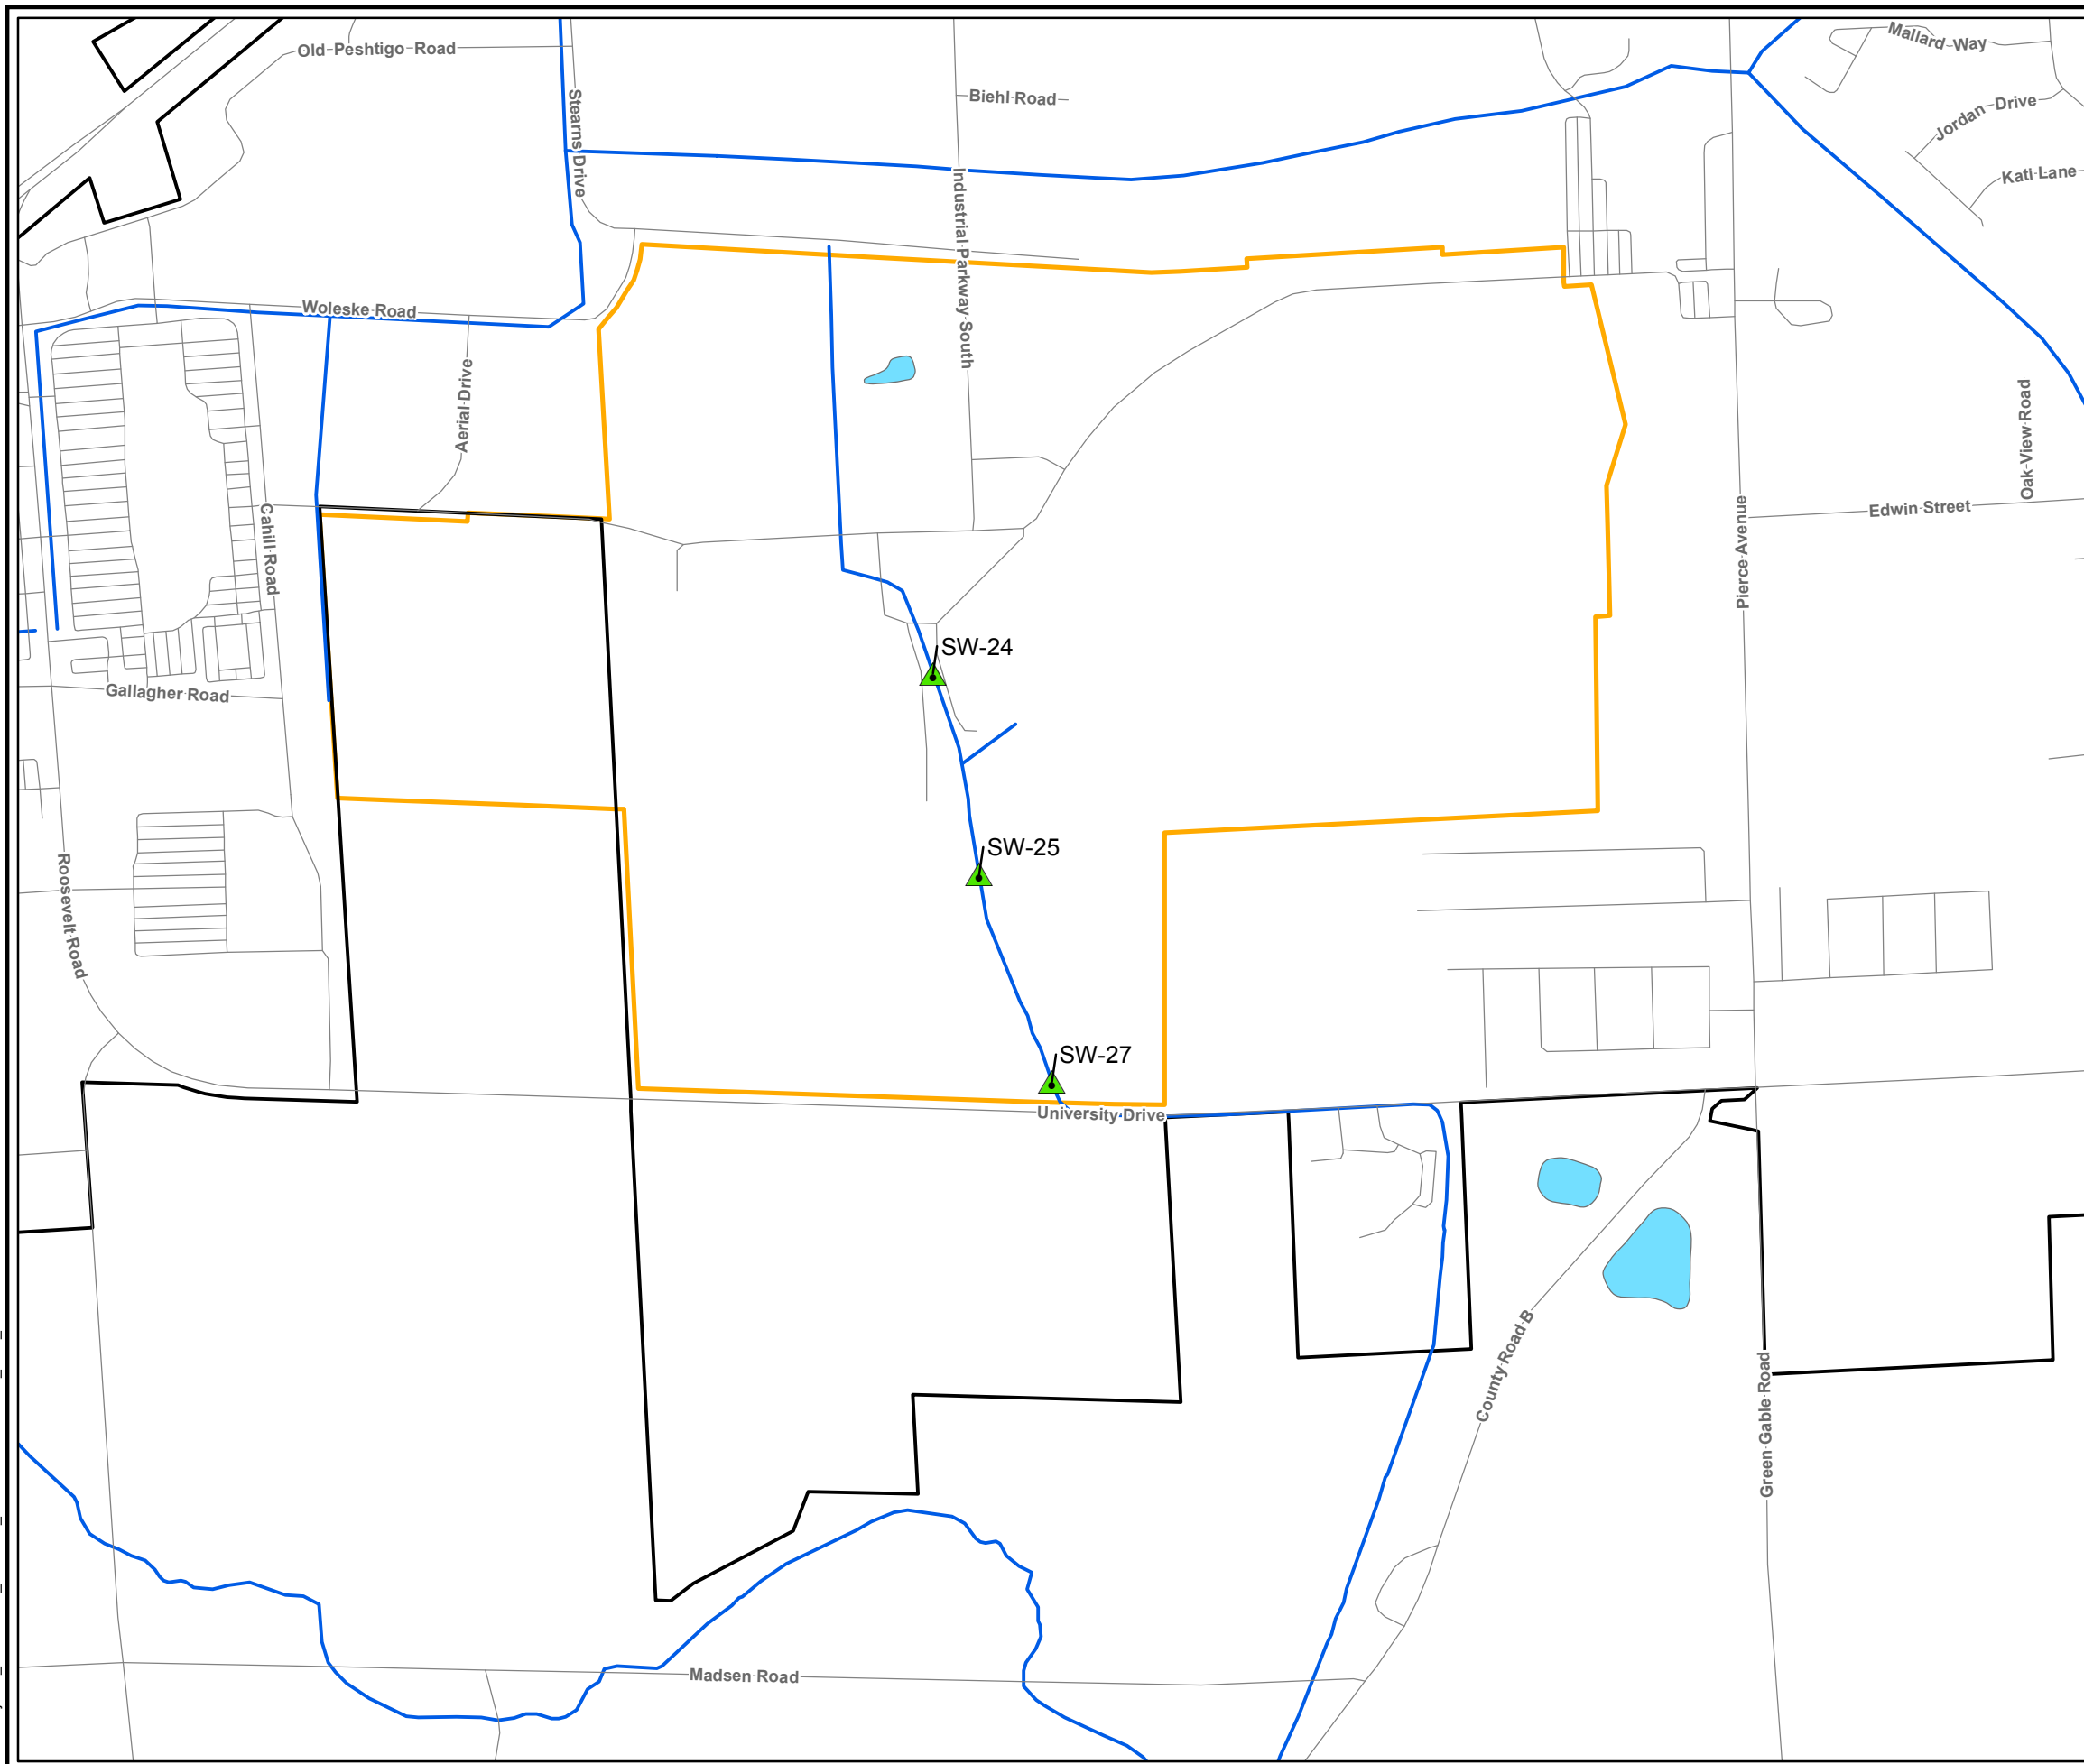 Mallard Way
Old Peshtigo Road
Biehl Road
Stearns Drive
Jordan Drive
Kati Lane
Industrial Parkway South
Woleske Road
Aerial Drive
Oak View Road
Cahill Road
Edwin Street
Pierce Avenue
SW-24
Gallagher Road
SW-25
Roosevelt Road
SW-27
University Drive
County Road B
Green Gable Road
Madsen Road